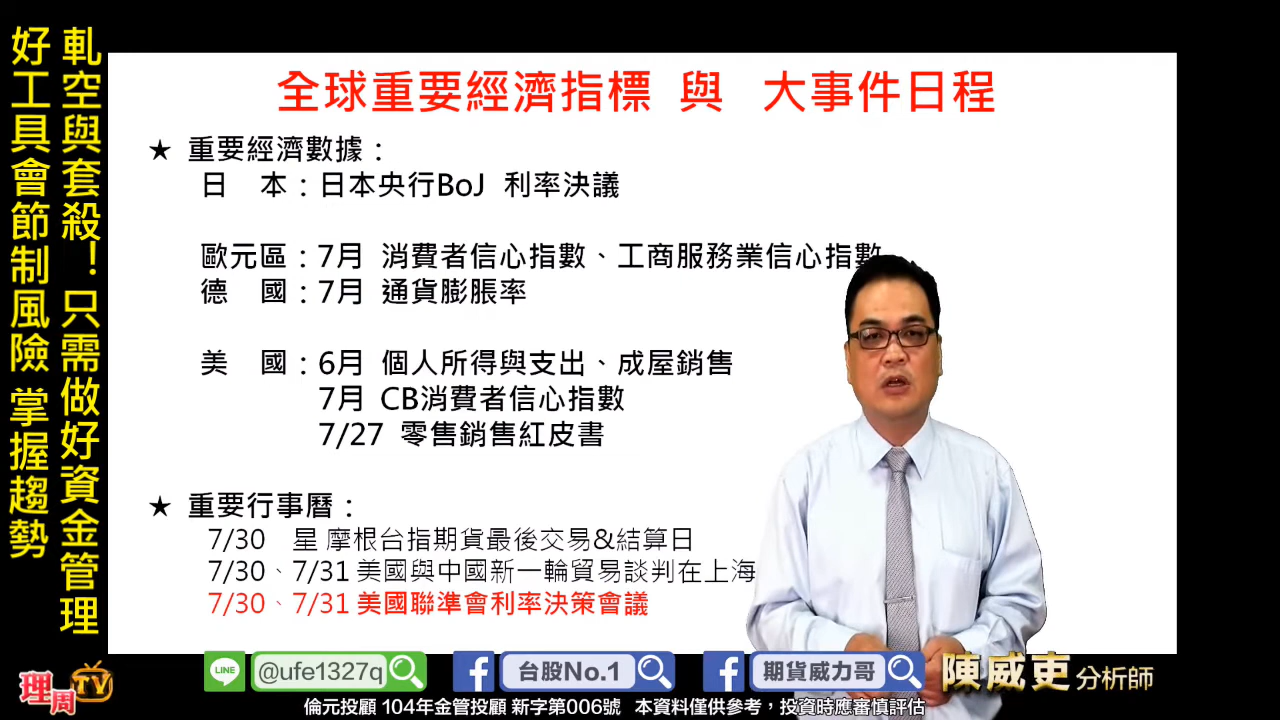 軋空與套殺！只需做好資金管理
好工具會節制風險 掌握趨勢
全球重要經濟指標 與 大事件日程
★ 重要經濟數據：
日 本：日本央行BoJ 利率決議
歐元區：7月 消費者信心指數、工商服務業信心指數
德 國：7月 通貨膨脹率
美 國：6月 個人所得與支出、成屋銷售
7月 CB消費者信心指數
7/27 零售銷售紅皮書
★ 重要行事曆：
7/30 星 摩根台指期貨最後交易&結算日
7/30、7/31 美國與中國新一輪貿易談判在上海
7/30、7/31 美國聯準會利率決策會議
理周TV
LINE @ufe1327q
台股No.1
期貨威力哥
陳威吏 分析師
倫元投顧 104年金管投顧 新字第006號 本資料僅供參考，投資時應審慎評估